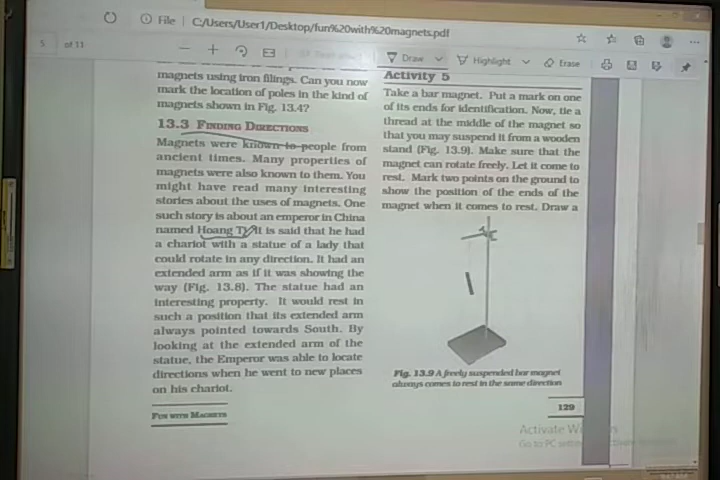 File | C:/Users/User1/Desktop/fun%20with%20magnets.pdf
5 of 11
Draw
Highlight
Erase
magnets using iron filings. Can you now
mark the location of poles in the kind of
magnets shown in Fig. 13.4?
13.3 FINDING DIRECTIONS
Magnets were known to people from
ancient times. Many properties of
magnets were also known to them. You
might have read many interesting
stories about the uses of magnets. One
such story is about an emperor in China
named Hoang Ti. It is said that he had
a chariot with a statue of a lady that
could rotate in any direction. It had an
extended arm as if it was showing the
way (Fig. 13.8). The statue had an
interesting property. It would rest in
such a position that its extended arm
always pointed towards South. By
looking at the extended arm of the
statue, the Emperor was able to locate
directions when he went to new places
on his chariot.
FUN WITH MAGNETS
Activity 5
Take a bar magnet. Put a mark on one
of its ends for identification. Now, tie a
thread at the middle of the magnet so
that you may suspend it from a wooden
stand (Fig. 13.9). Make sure that the
magnet can rotate freely. Let it come to
rest. Mark two points on the ground to
show the position of the ends of the
magnet when it comes to rest. Draw a
Fig. 13.9 A freely suspended bar magnet
always comes to rest in the same direction
129
Activate
Go to PC